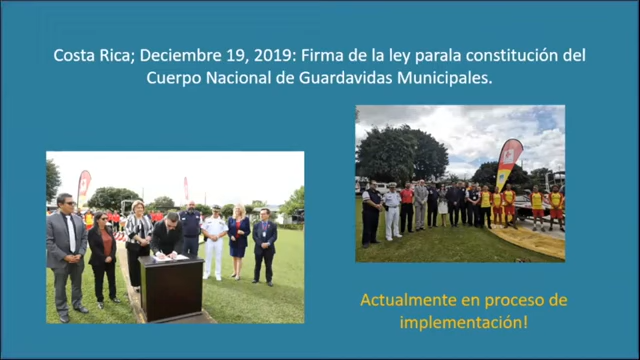 Costa Rica; Deciembre 19, 2019: Firma de la ley parala constitución del
Cuerpo Nacional de Guardavidas Municipales.
Actualmente en proceso de
implementación!